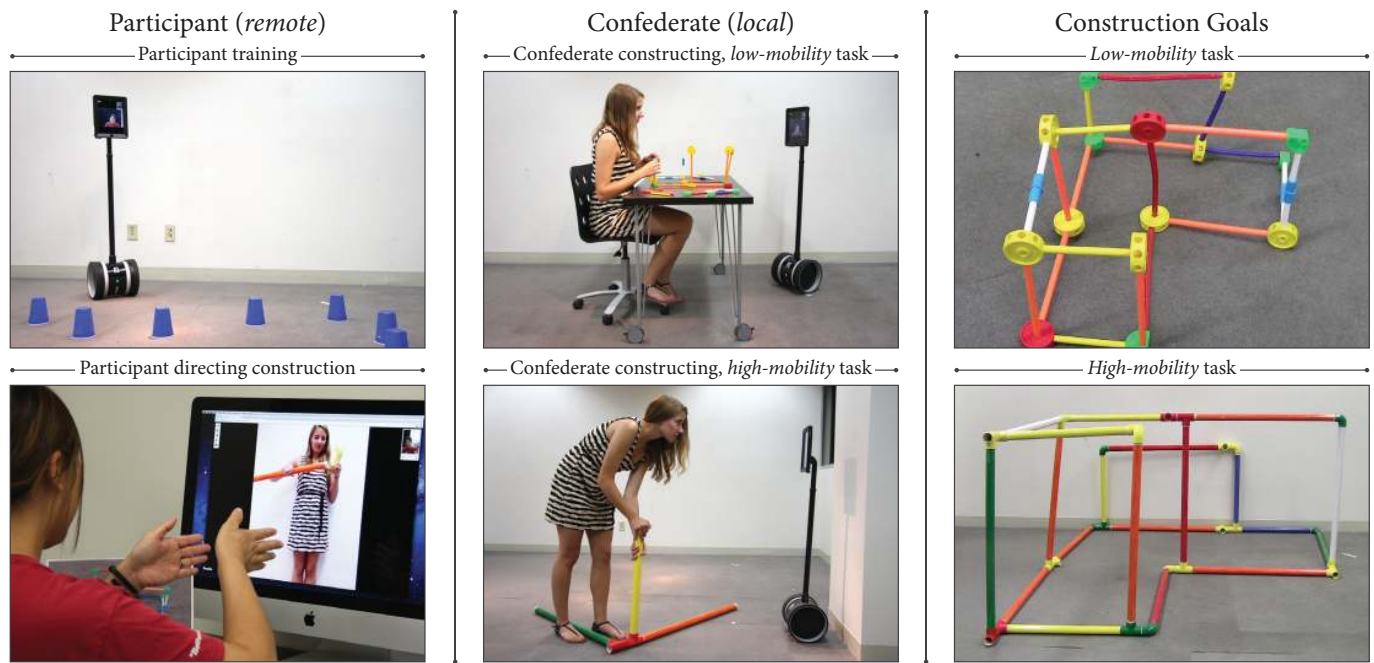 Participant (remote)
Participant training
Participant directing construction
Confederate (local)
Confederate constructing, low-mobility task
Confederate constructing, high-mobility task
Construction Goals
Low-mobility task
High-mobility task